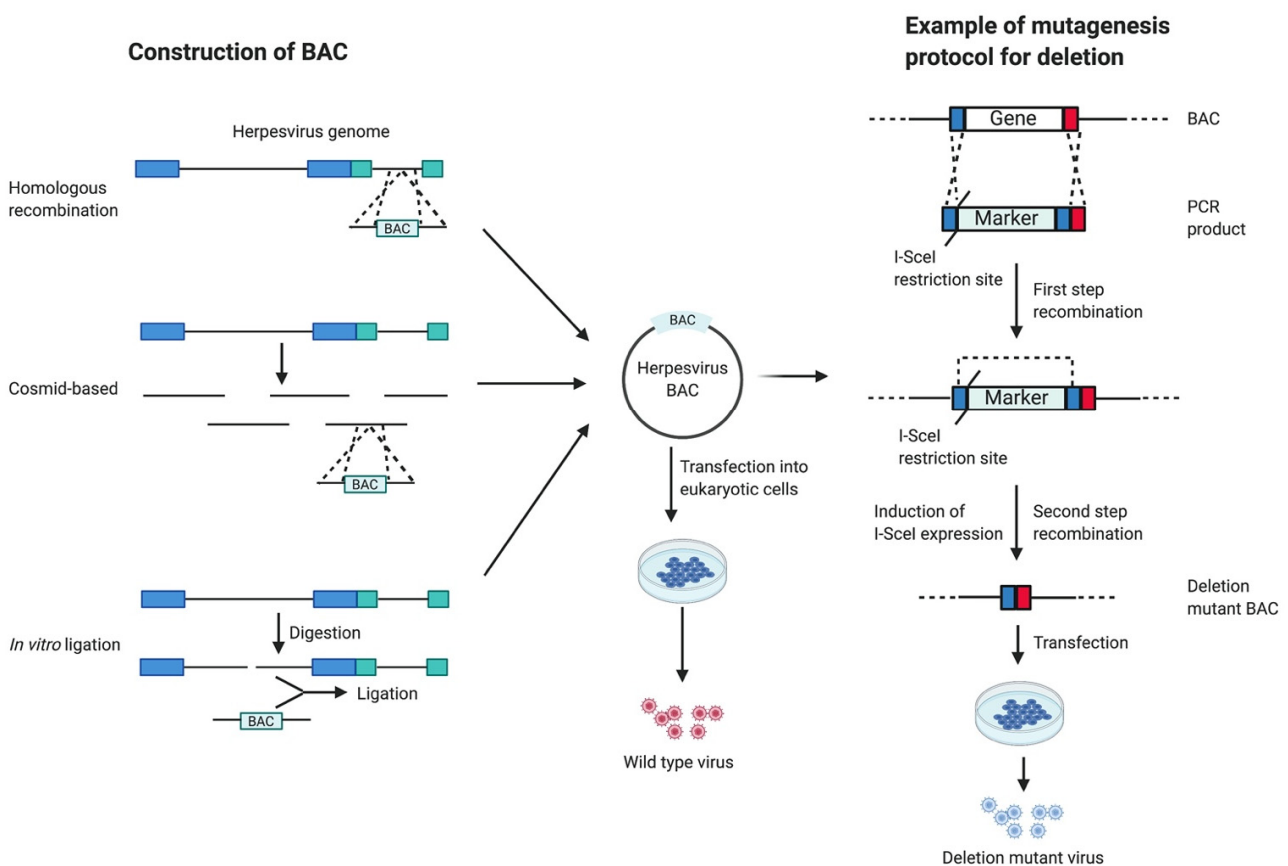 Construction of BAC
Herpesvirus genome
Homologous
recombination
BAC
Cosmid-based
BAC
In vitro ligation
Digestion
Ligation
BAC
BAC
Herpesvirus
BAC
Transfection into
eukaryotic cells
Wild type virus
Example of mutagenesis
protocol for deletion
Gene
BAC
Marker
PCR
product
I-SceI
restriction site
First step
recombination
Marker
I-SceI
restriction site
Induction of
I-SceI expression
Second step
recombination
Deletion
mutant BAC
Transfection
Deletion mutant virus